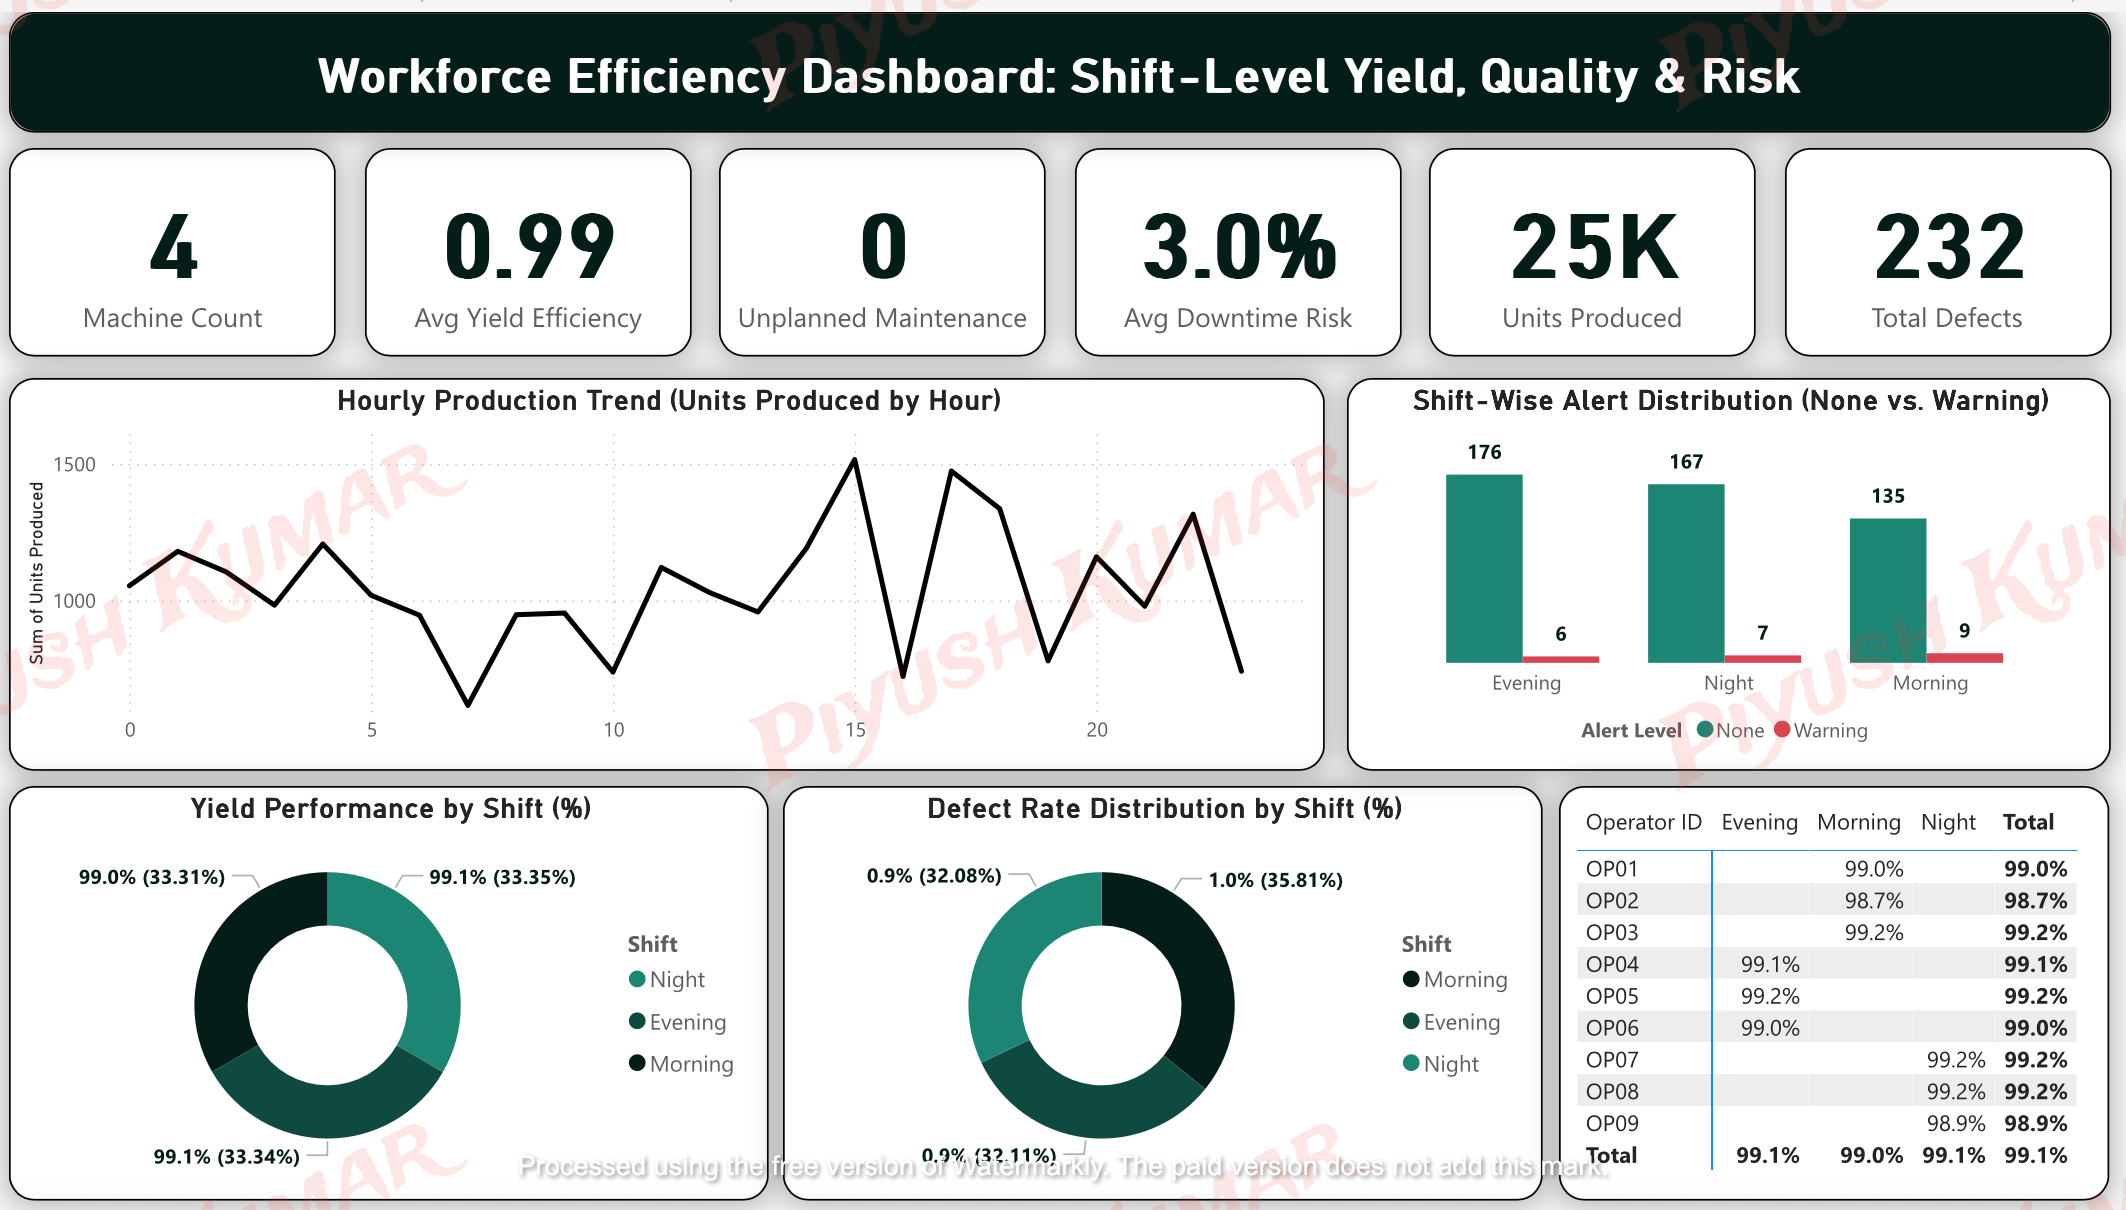 Workforce Efficiency Dashboard: Shift-Level Yield, Quality & Risk
4
Machine Count
0.99
Avg Yield Efficiency
0
Unplanned Maintenance
3.0%
Avg Downtime Risk
25K
Units Produced
232
Total Defects
Hourly Production Trend (Units Produced by Hour)
Sum of Units Produced
1500
1000
0 5 10 15 20
Shift-Wise Alert Distribution (None vs. Warning)
176 6 167 7 135 9
Evening Night Morning
Alert Level None Warning
Yield Performance by Shift (%)
99.0% (33.31%) 99.1% (33.35%)
99.1% (33.34%)
Shift
Night
Evening
Morning
Defect Rate Distribution by Shift (%)
0.9% (32.08%) 1.0% (35.81%)
0.9% (32.11%)
Shift
Morning
Evening
Night
Operator ID Evening Morning Night Total
OP01 99.0% 99.0%
OP02 98.7% 98.7%
OP03 99.2% 99.2%
OP04 99.1% 99.1%
OP05 99.2% 99.2%
OP06 99.0% 99.0%
OP07 99.2% 99.2%
OP08 99.2% 99.2%
OP09 98.9% 98.9%
Total 99.1% 99.0% 99.1% 99.1%
Piyush Kumar
Processed using the free version of Watermarkly. The paid version does not add this mark.